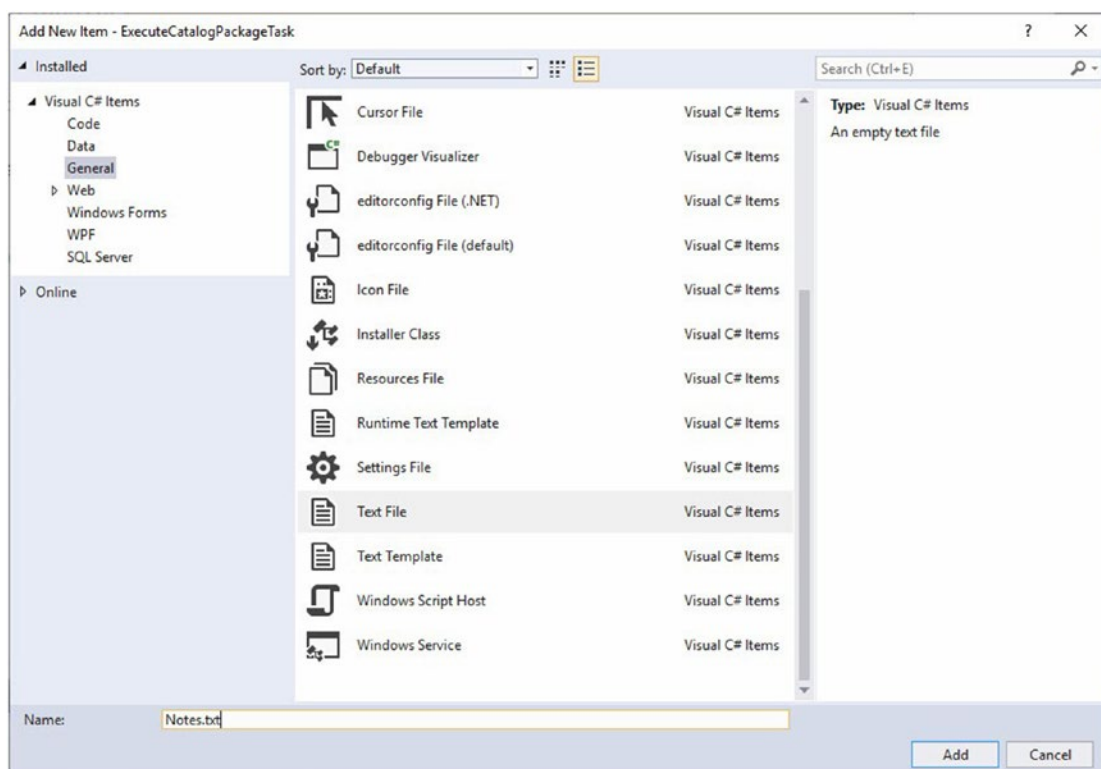 Add New Item - ExecuteCatalogPackageTask ? ×
Installed
Sort by: Default
Search (Ctrl+E)
Visual C# Items
Code
Data
General
Web
Windows Forms
WPF
SQL Server
Online
Cursor File Visual C# Items
C# Debugger Visualizer Visual C# Items
editorconfig File (.NET) Visual C# Items
editorconfig File (default) Visual C# Items
Icon File Visual C# Items
Installer Class Visual C# Items
Resources File Visual C# Items
Runtime Text Template Visual C# Items
Settings File Visual C# Items
Text File Visual C# Items
Text Template Visual C# Items
Windows Script Host Visual C# Items
Windows Service Visual C# Items
Type: Visual C# Items
An empty text file
Name: Notes.txt
Add Cancel